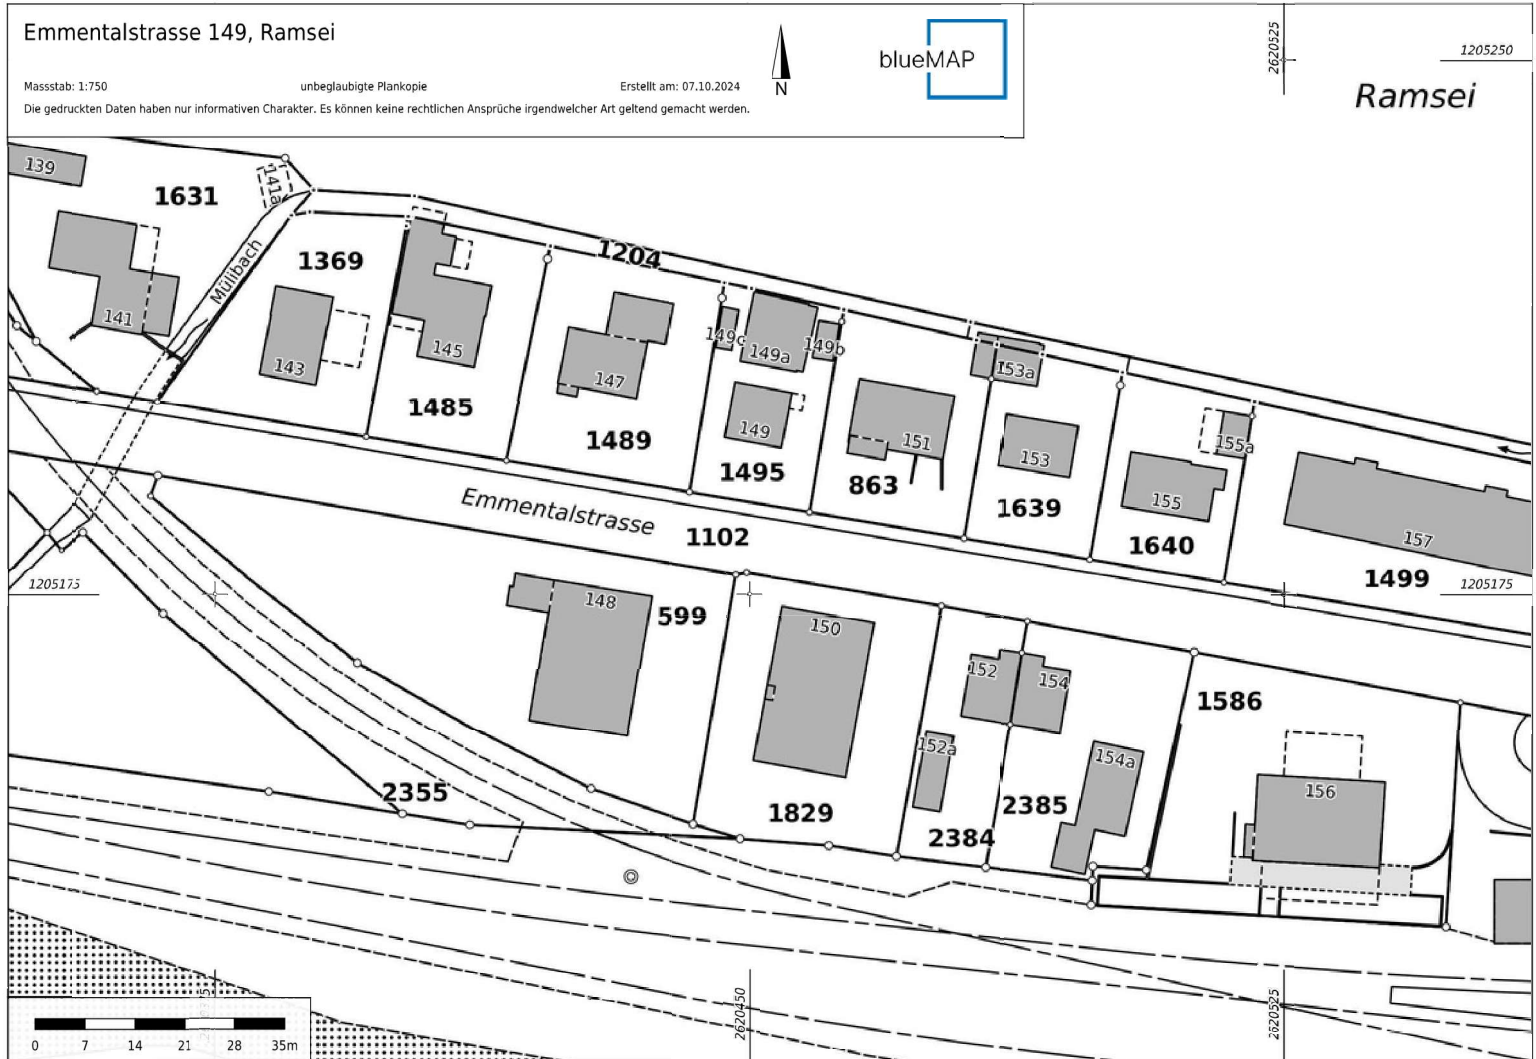 Emmentalstrasse 149, Ramsei
Massstab: 1:750
unbeglaubigte Plankopie
Erstellt am: 07.10.2024
Die gedruckten Daten haben nur informativen Charakter. Es können keine rechtlichen Ansprüche irgendwelcher Art geltend gemacht werden.
N
blueMAP
2620525
1205250
Ramsei
139
1631
141a
141
Mülibach
1369
143
145
1485
1204
147
1489
149c
149a
149b
149
1495
151
863
153a
153
1639
155a
155
1640
157
1499
Emmentalstrasse
1102
1205175
1205175
148
599
150
1829
152
154
152a
154a
2384
2385
1586
156
2355
2620450
2620525
0 7 14 21 28 35m